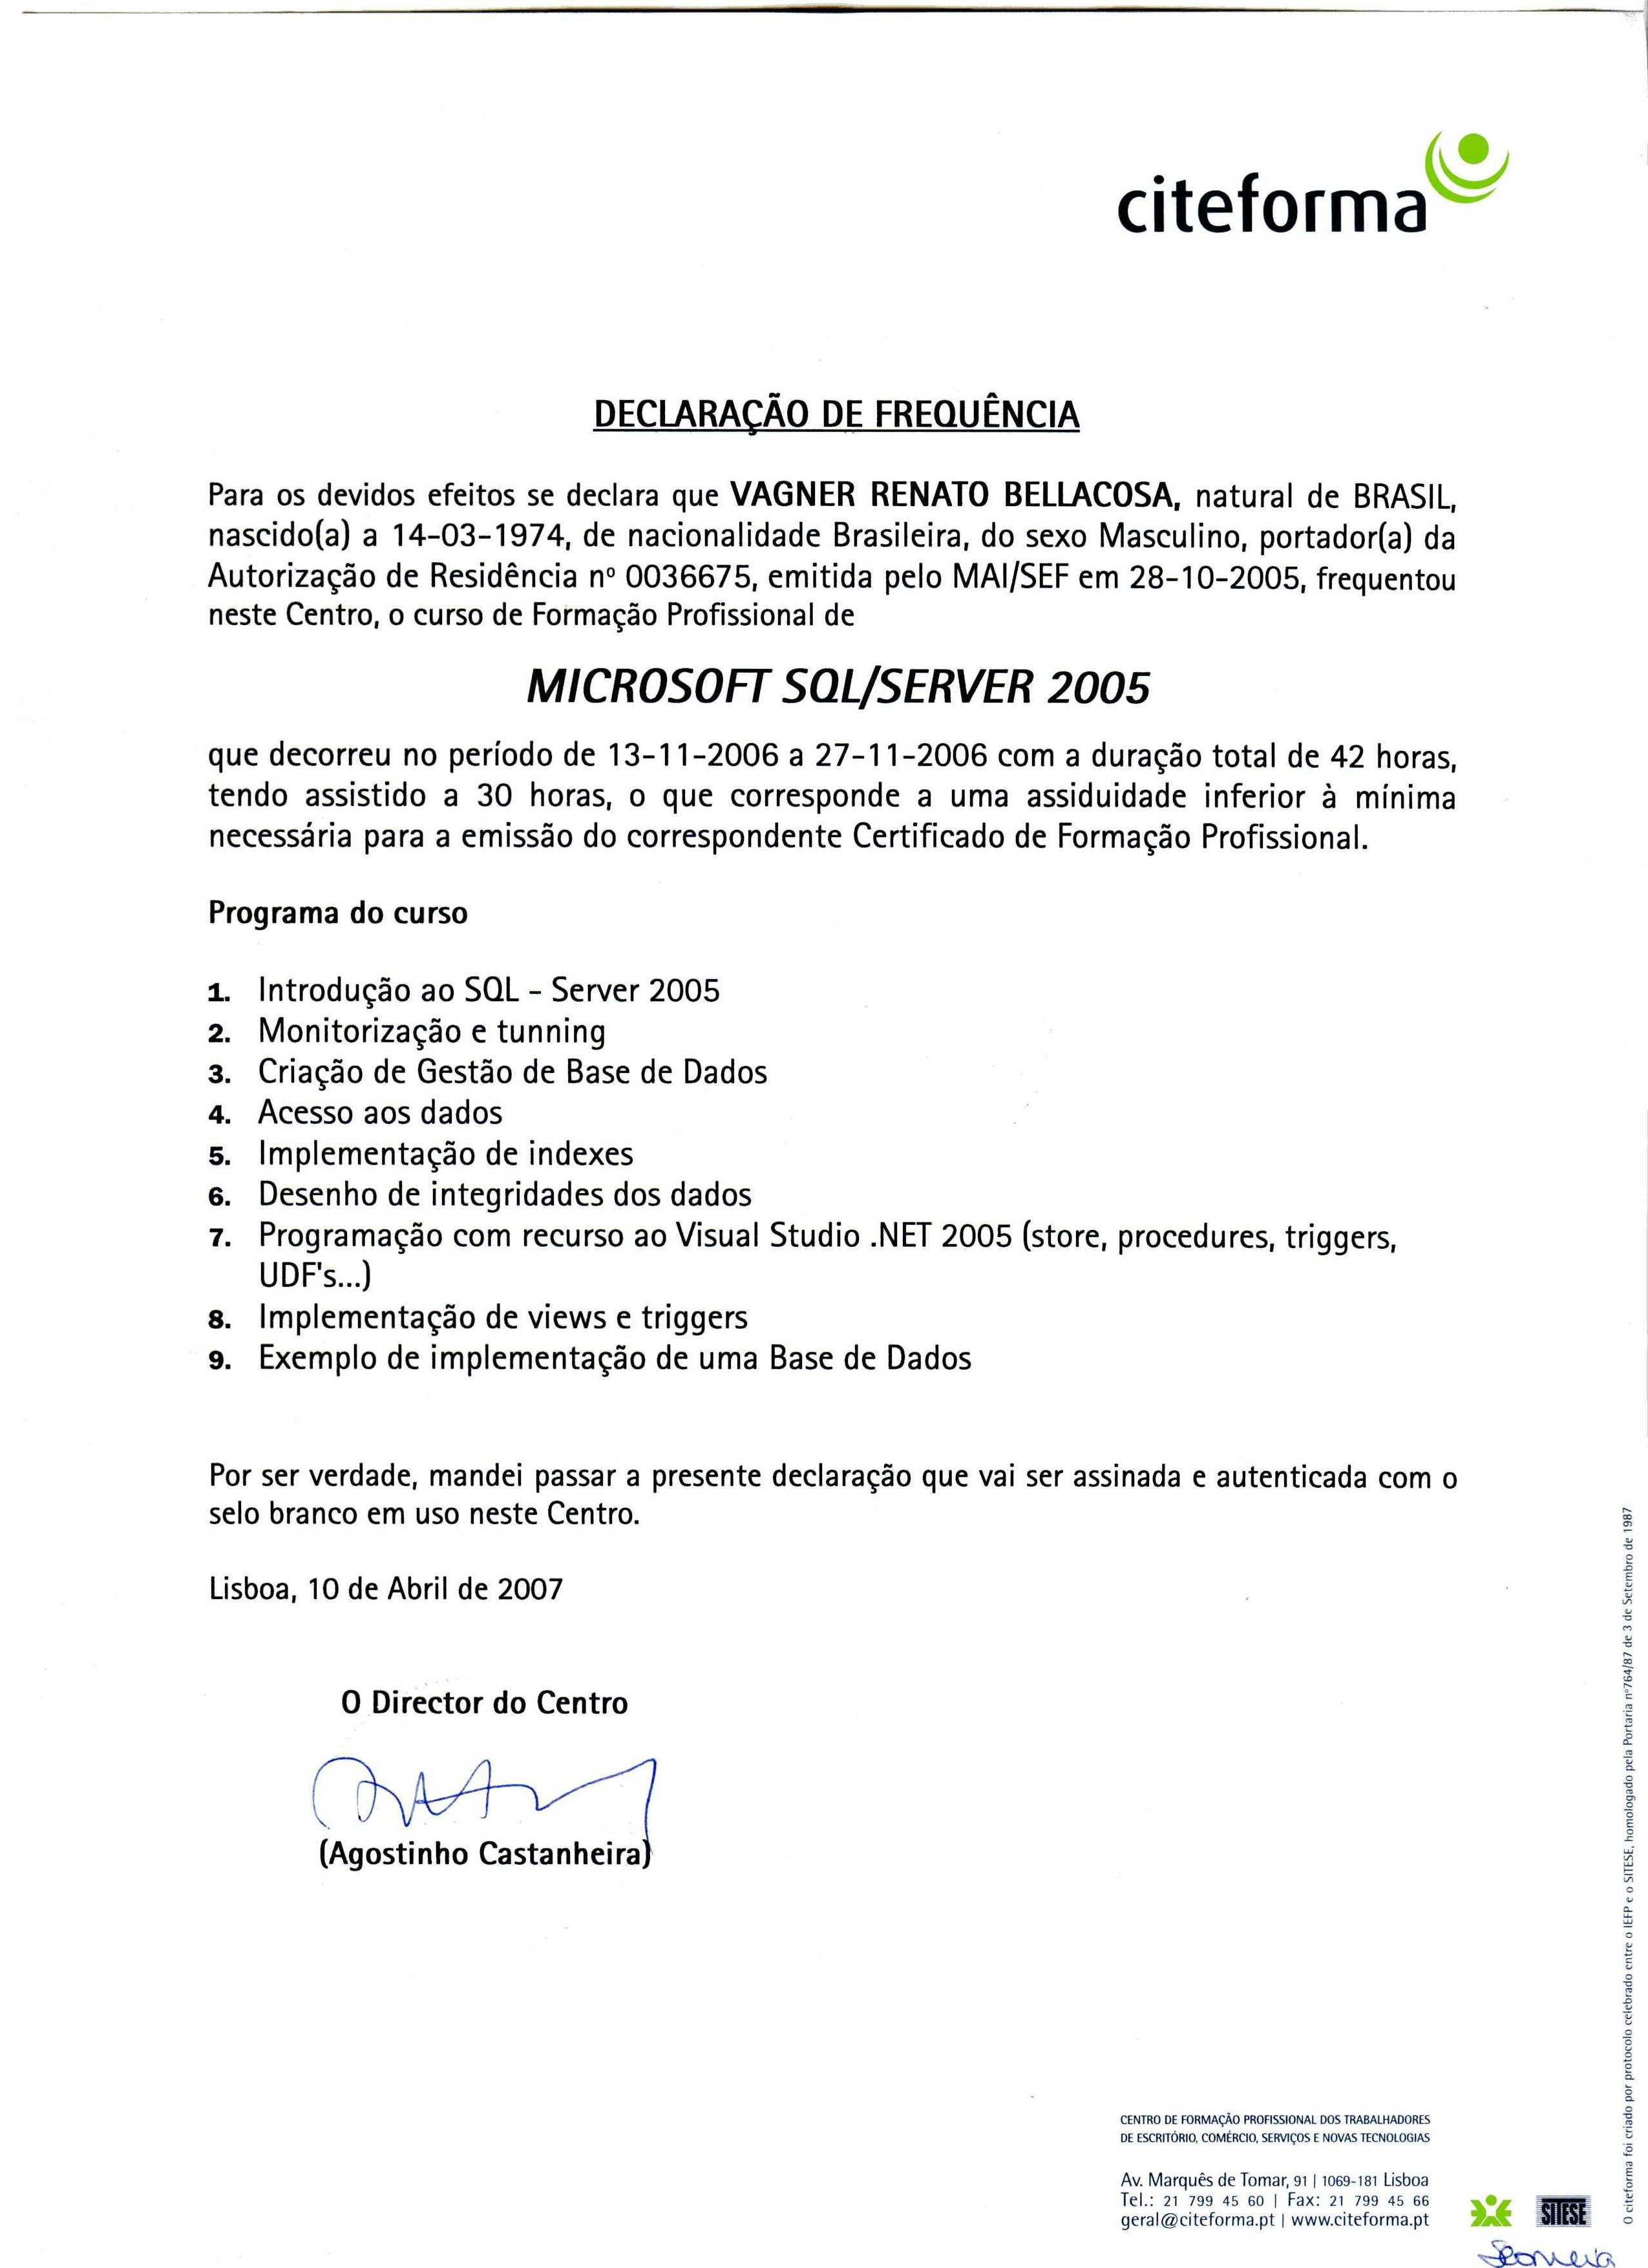 citeforma
DECLARAÇÃO DE FREQUÊNCIA
Para os devidos efeitos se declara que VAGNER RENATO BELLACOSA, natural de BRASIL,
nascido(a) a 14-03-1974, de nacionalidade Brasileira, do sexo Masculino, portador(a) da
Autorização de Residência nº 0036675, emitida pelo MAI/SEF em 28-10-2005, frequentou
neste Centro, o curso de Formação Profissional de
MICROSOFT SQL/SERVER 2005
que decorreu no período de 13-11-2006 a 27-11-2006 com a duração total de 42 horas,
tendo assistido a 30 horas, o que corresponde a uma assiduidade inferior à mínima
necessária para a emissão do correspondente Certificado de Formação Profissional.
Programa do curso
1. Introdução ao SQL - Server 2005
2. Monitorização e tunning
3. Criação de Gestão de Base de Dados
4. Acesso aos dados
5. Implementação de indexes
6. Desenho de integridades dos dados
7. Programação com recurso ao Visual Studio .NET 2005 (store, procedures, triggers,
UDF's...)
8. Implementação de views e triggers
9. Exemplo de implementação de uma Base de Dados
Por ser verdade, mandei passar a presente declaração que vai ser assinada e autenticada com o
selo branco em uso neste Centro.
Lisboa, 10 de Abril de 2007
O Director do Centro
(Agostinho Castanheira)
CENTRO DE FORMAÇÃO PROFISSIONAL DOS TRABALHADORES
DE ESCRITÓRIO, COMÉRCIO, SERVIÇOS E NOVAS TECNOLOGIAS
Av. Marquês de Tomar, 91 | 1069-181 Lisboa
Tel.: 21 799 45 60 | Fax: 21 799 45 66
geral@citeforma.pt | www.citeforma.pt
SITESE
O citeforma foi criado por protocolo celebrado entre o IEFP e o SITESE, homologado pela Portaria nº764/87 de 3 de Setembro de 1987